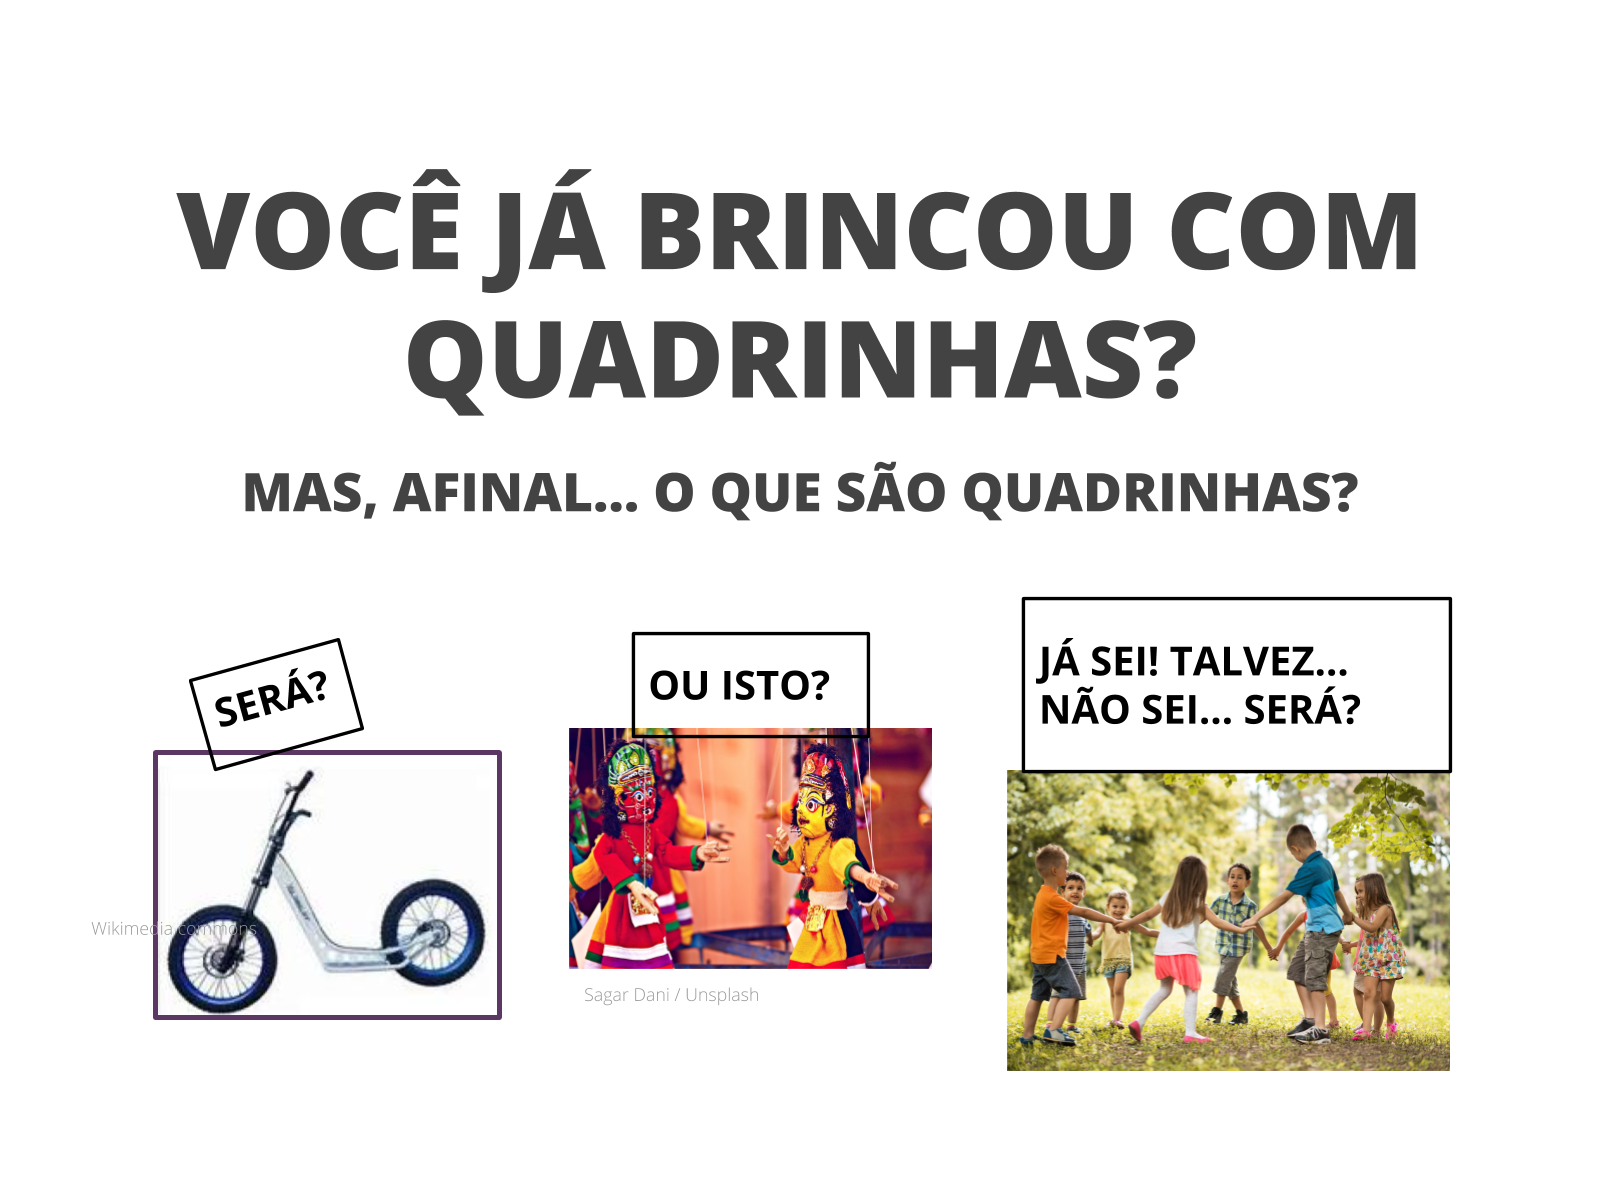 VOCÊ JÁ BRINCOU COM
QUADRINHAS?
MAS, AFINAL... O QUE SÃO QUADRINHAS?
SERÁ?
OU ISTO?
JÁ SEI! TALVEZ...
NÃO SEI... SERÁ?
Wikimedia commons
Sagar Dani / Unsplash